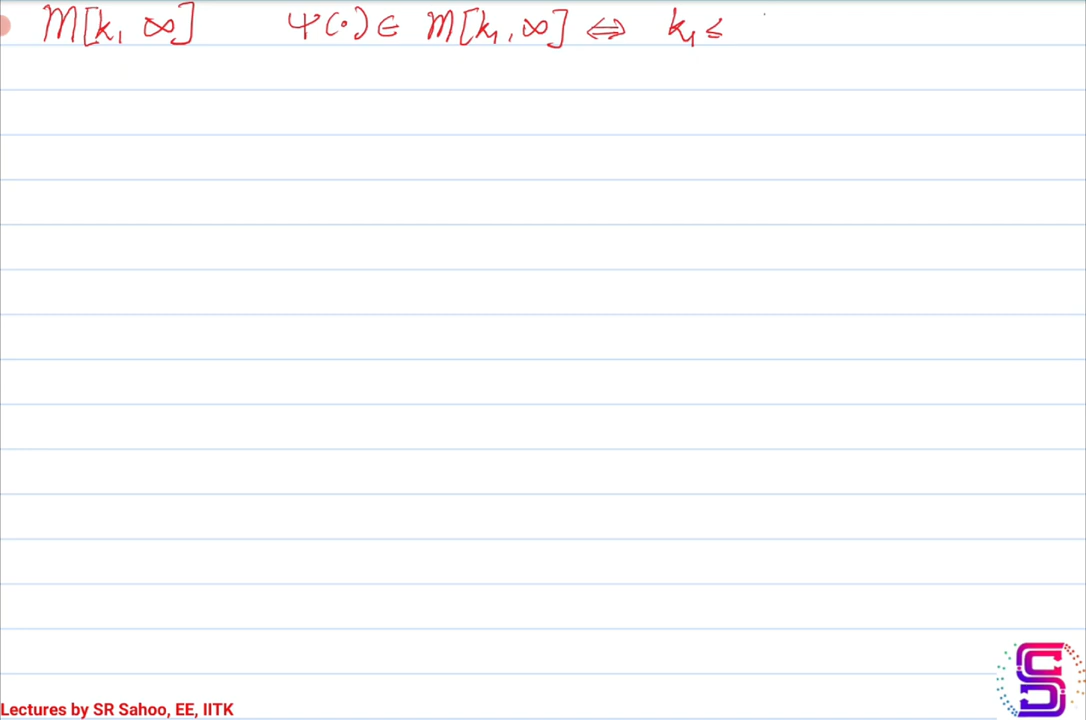 M[k₁ ∞] Ψ(·) ∈ M[k₁, ∞] ⇔ k₁ ≤
Lectures by SR Sahoo, EE, IITK